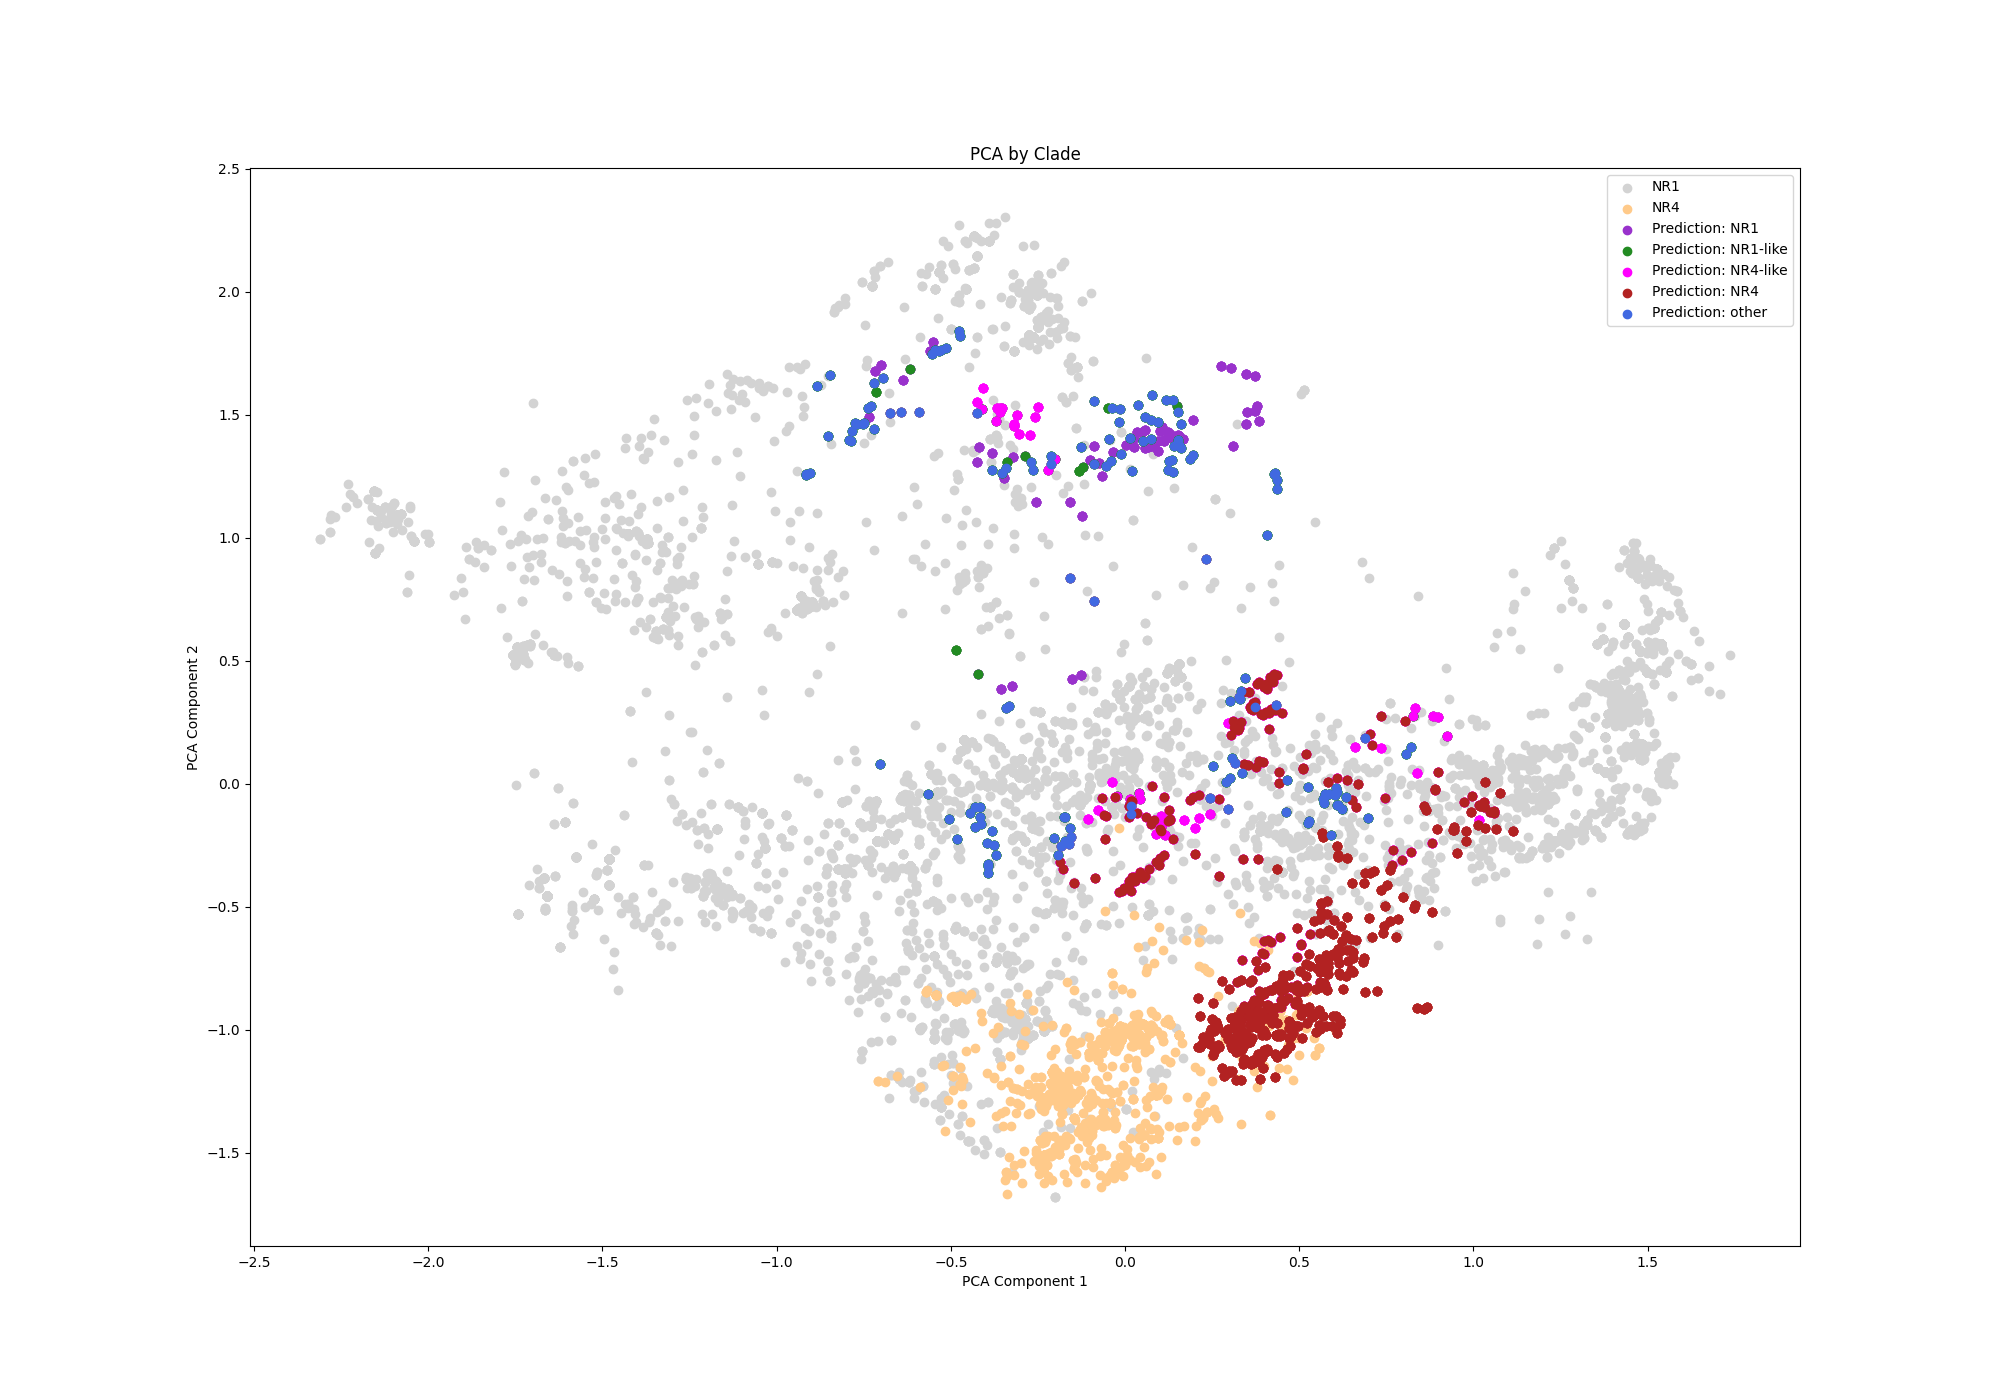 PCA by Clade
2.5
2.0
1.5
1.0
0.5
0.0
−0.5
−1.0
−1.5
PCA Component 2
−2.5 −2.0 −1.5 −1.0 −0.5 0.0 0.5 1.0 1.5
PCA Component 1
NR1
NR4
Prediction: NR1
Prediction: NR1-like
Prediction: NR4-like
Prediction: NR4
Prediction: other